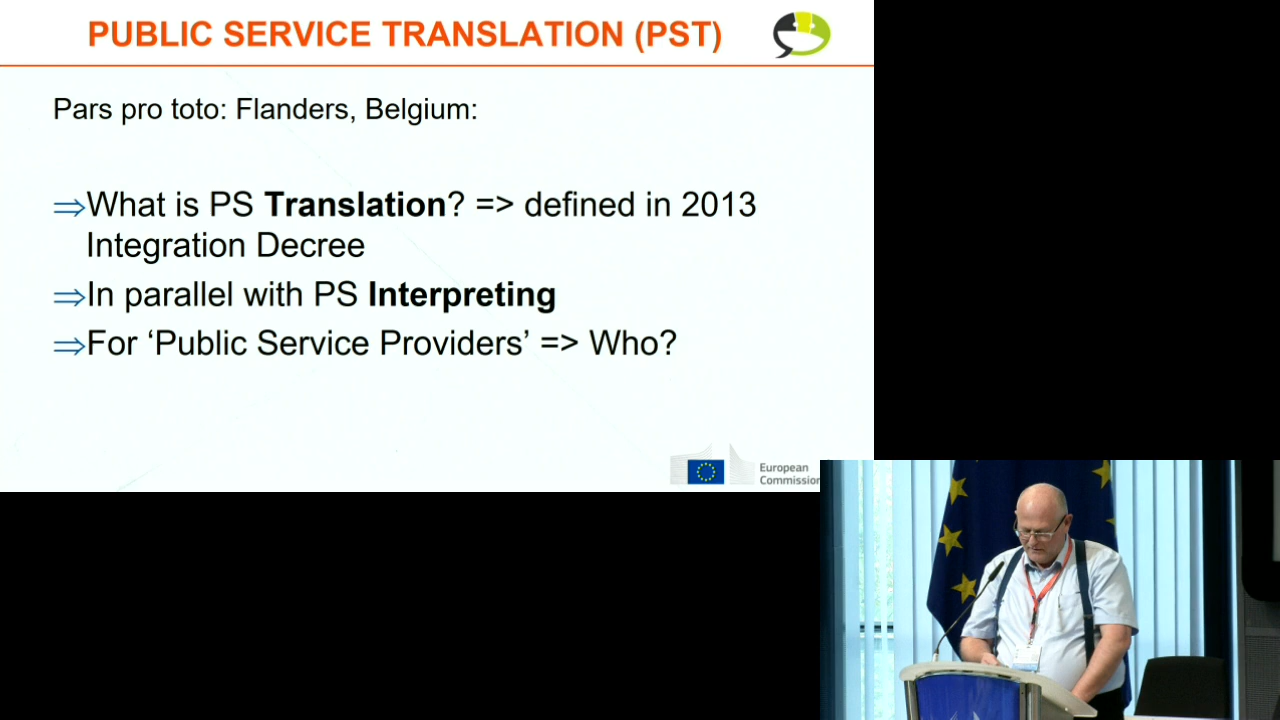 PUBLIC SERVICE TRANSLATION (PST)
Pars pro toto: Flanders, Belgium:
⇒What is PS Translation? => defined in 2013
Integration Decree
⇒In parallel with PS Interpreting
⇒For ‘Public Service Providers’ => Who?
European
Commission